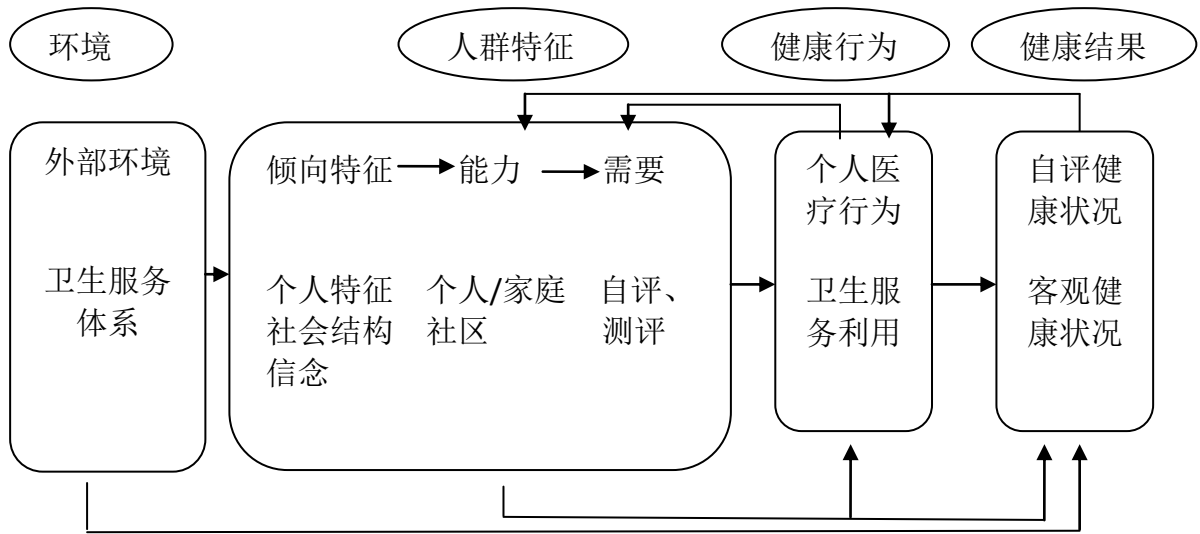 环境
人群特征
健康行为
健康结果
外部环境
卫生服务
体系
倾向特征
能力
需要
个人特征
社会结构
信念
个人/家庭
社区
自评、
测评
个人医
疗行为
卫生服
务利用
自评健
康状况
客观健
康状况